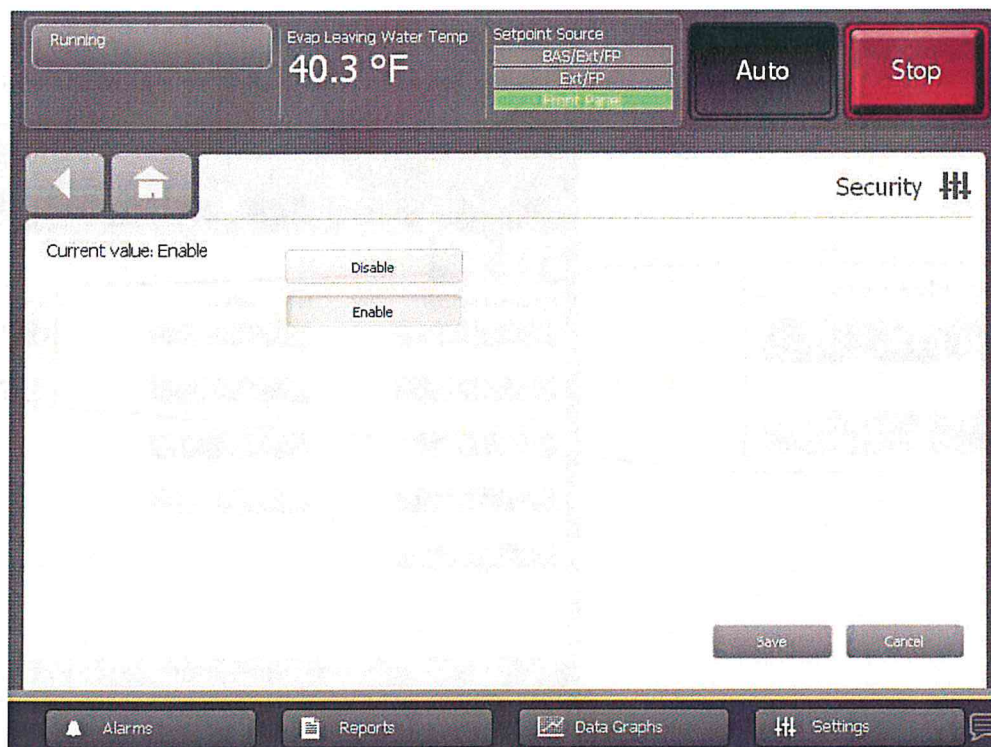 Running
Evap Leaving Water Temp
40.3 °F
Setpoint Source
BAS/Ext/FP
Ext/FP
Front Panel
Auto
Stop
Security
Current value: Enable
Disable
Enable
Save
Cancel
Alarms
Reports
Data Graphs
Settings